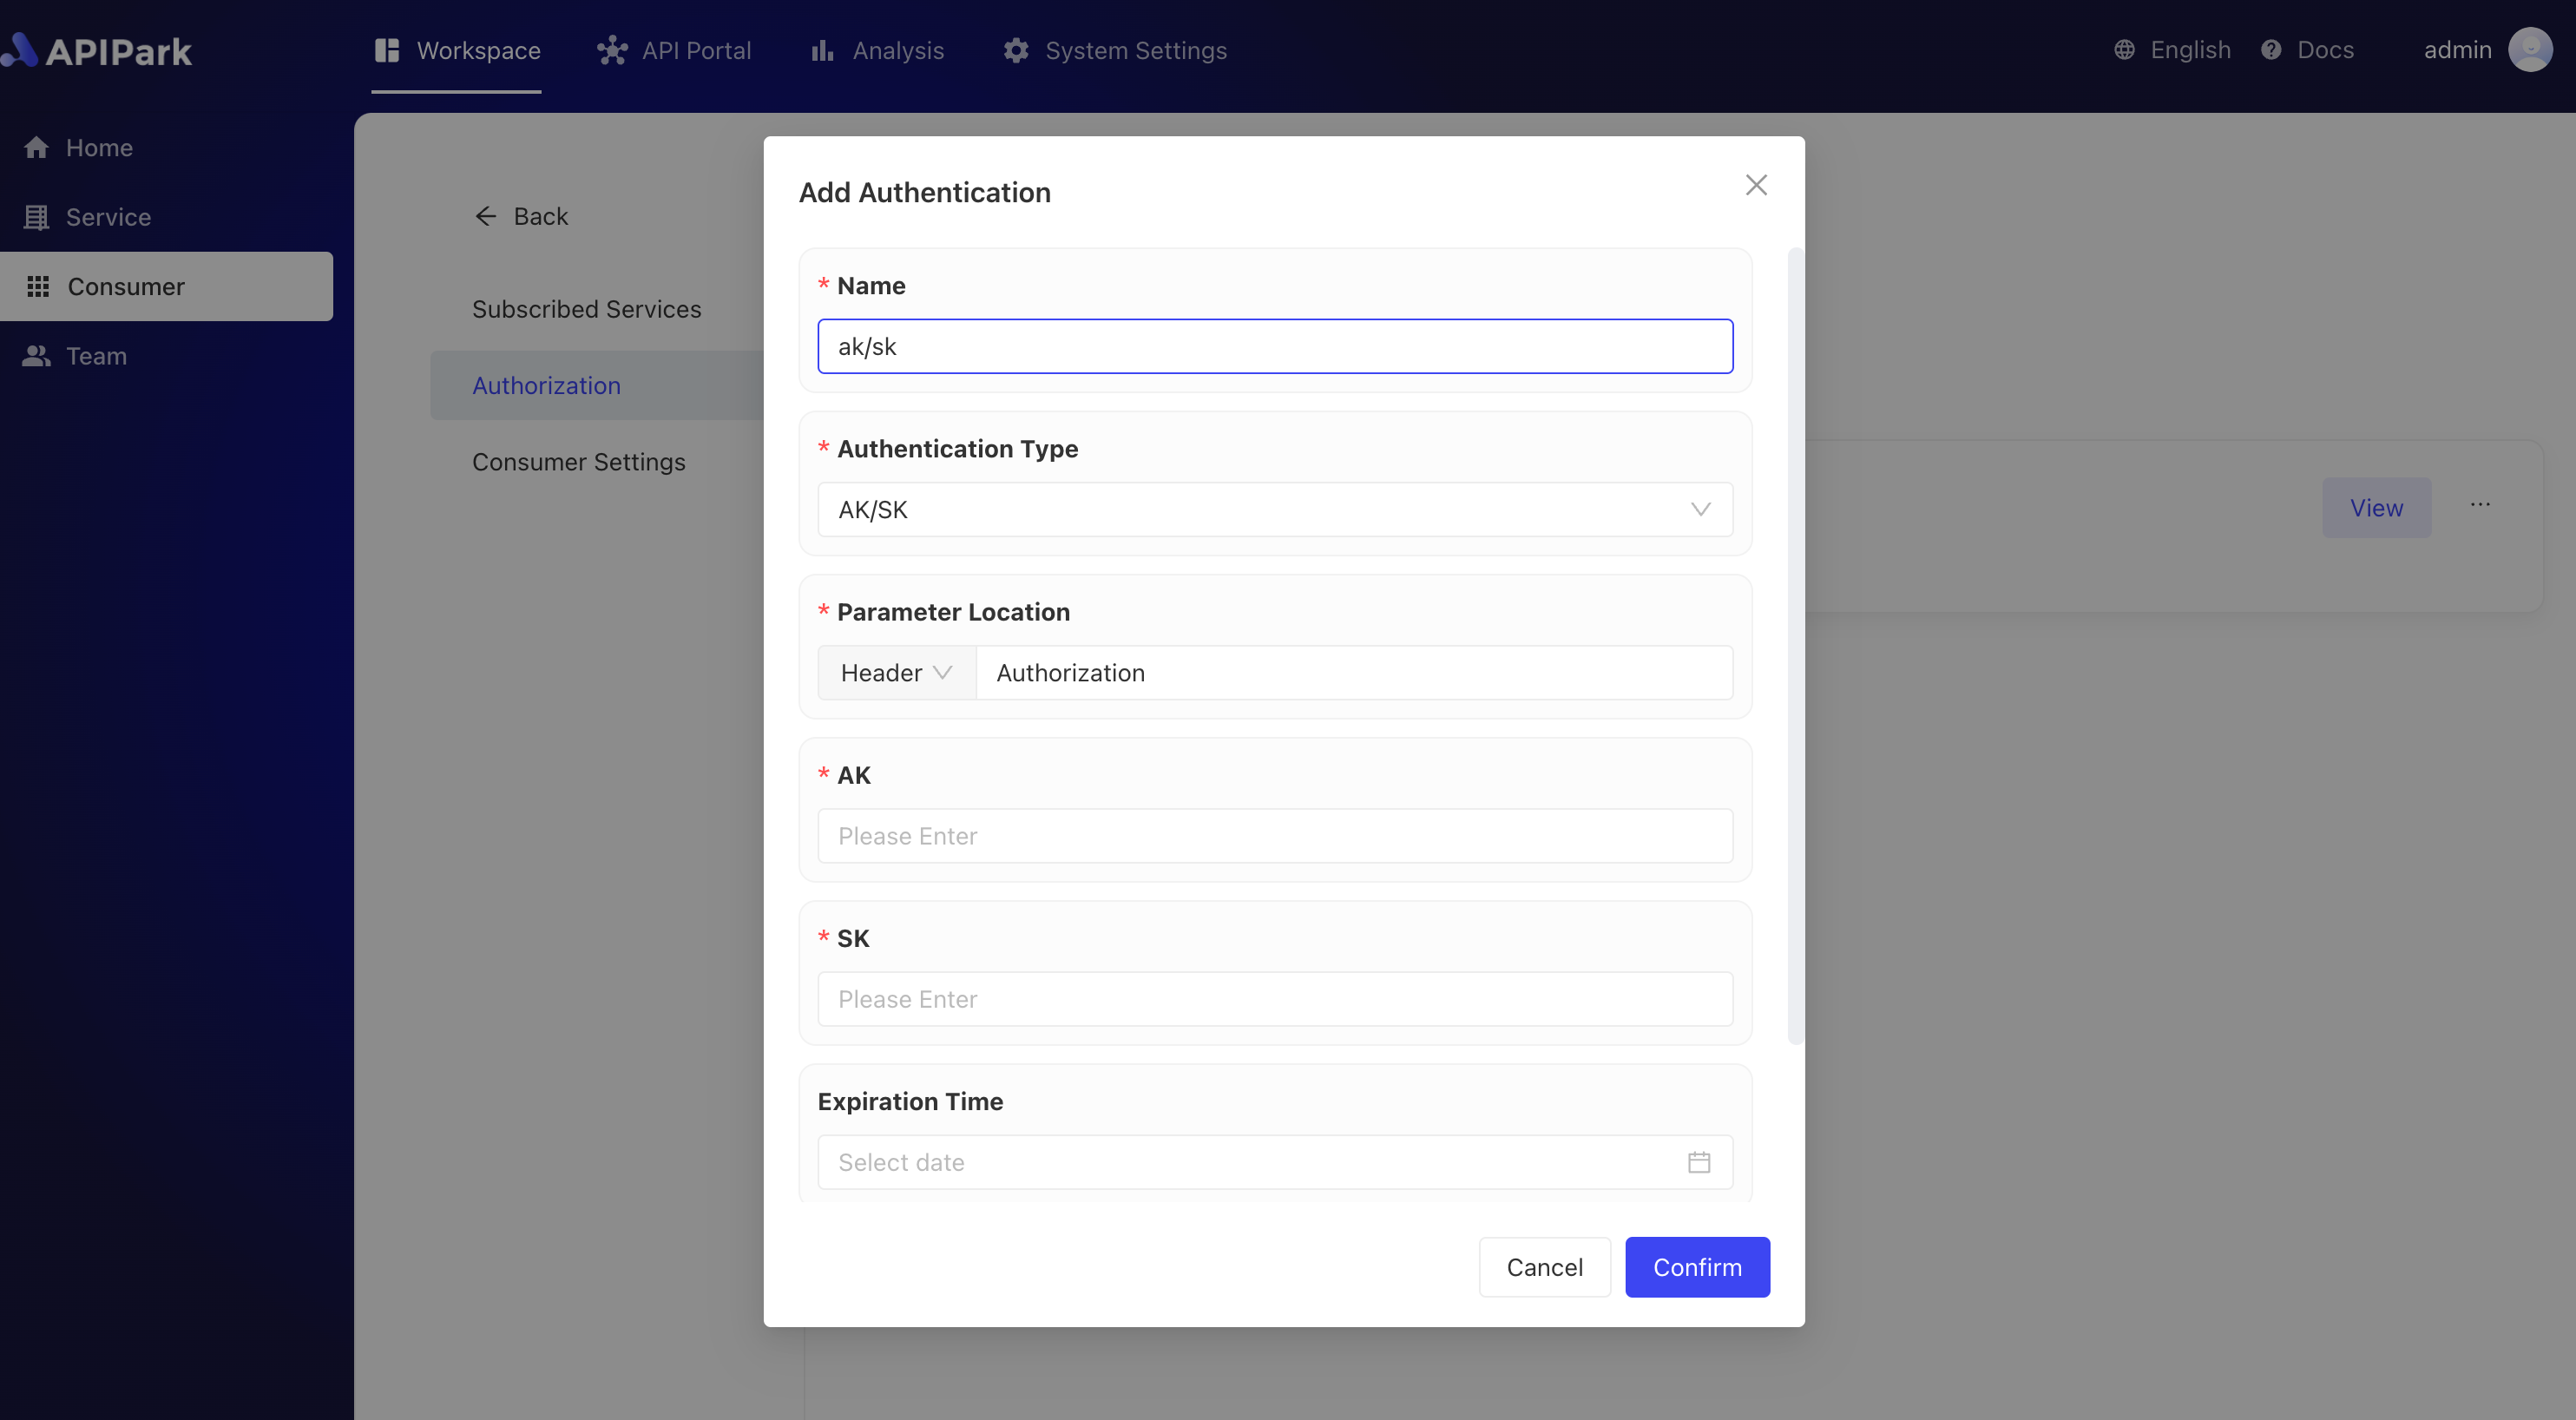 APIPark
Workspace
API Portal
Analysis
System Settings
English
Docs
admin
Home
Service
Consumer
Team
Back
Subscribed Services
Authorization
Consumer Settings
View
...
Add Authentication
* Name
ak/sk
* Authentication Type
AK/SK
* Parameter Location
Header Authorization
* AK
Please Enter
* SK
Please Enter
Expiration Time
Select date
Cancel Confirm